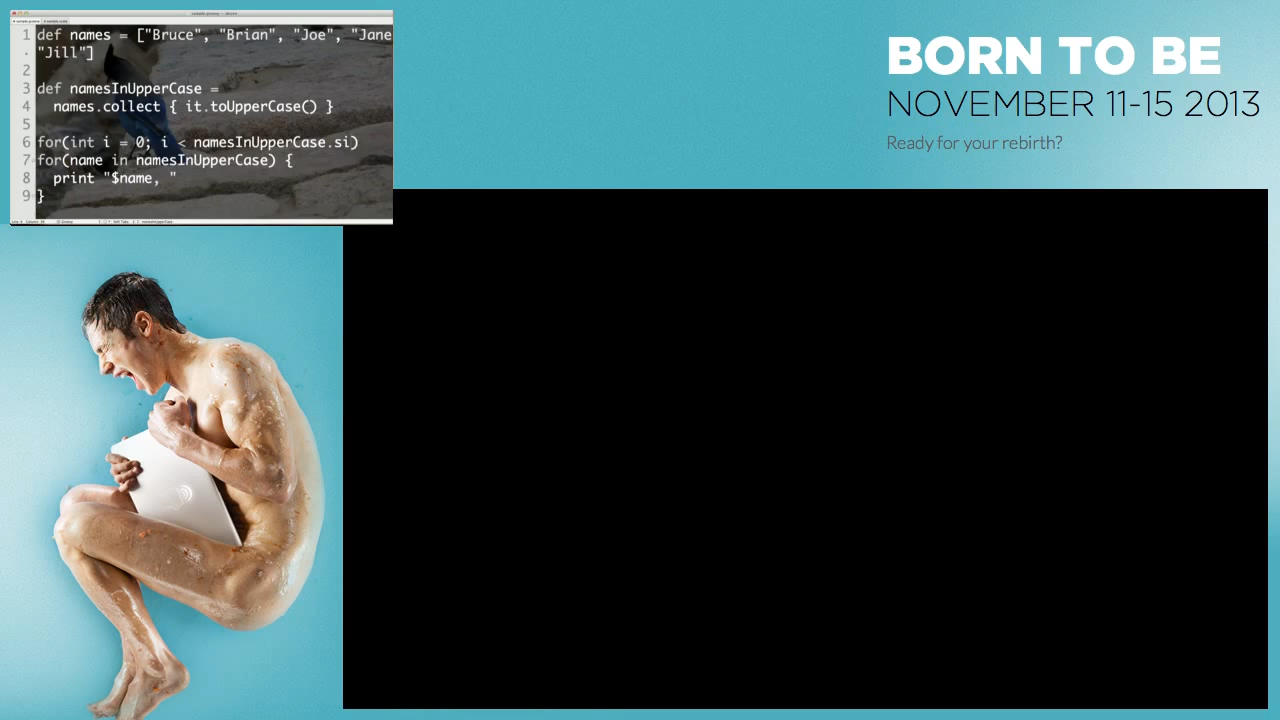 1 def names = ["Bruce", "Brian", "Joe", "Jane
· "Jill"]
2
3 def namesInUpperCase =
4 names.collect { it.toUpperCase() }
5
6 for(int i = 0; i < namesInUpperCase.si)
7 for(name in namesInUpperCase) {
8 print "$name, "
9 }
BORN TO BE
NOVEMBER 11-15 2013
Ready for your rebirth?